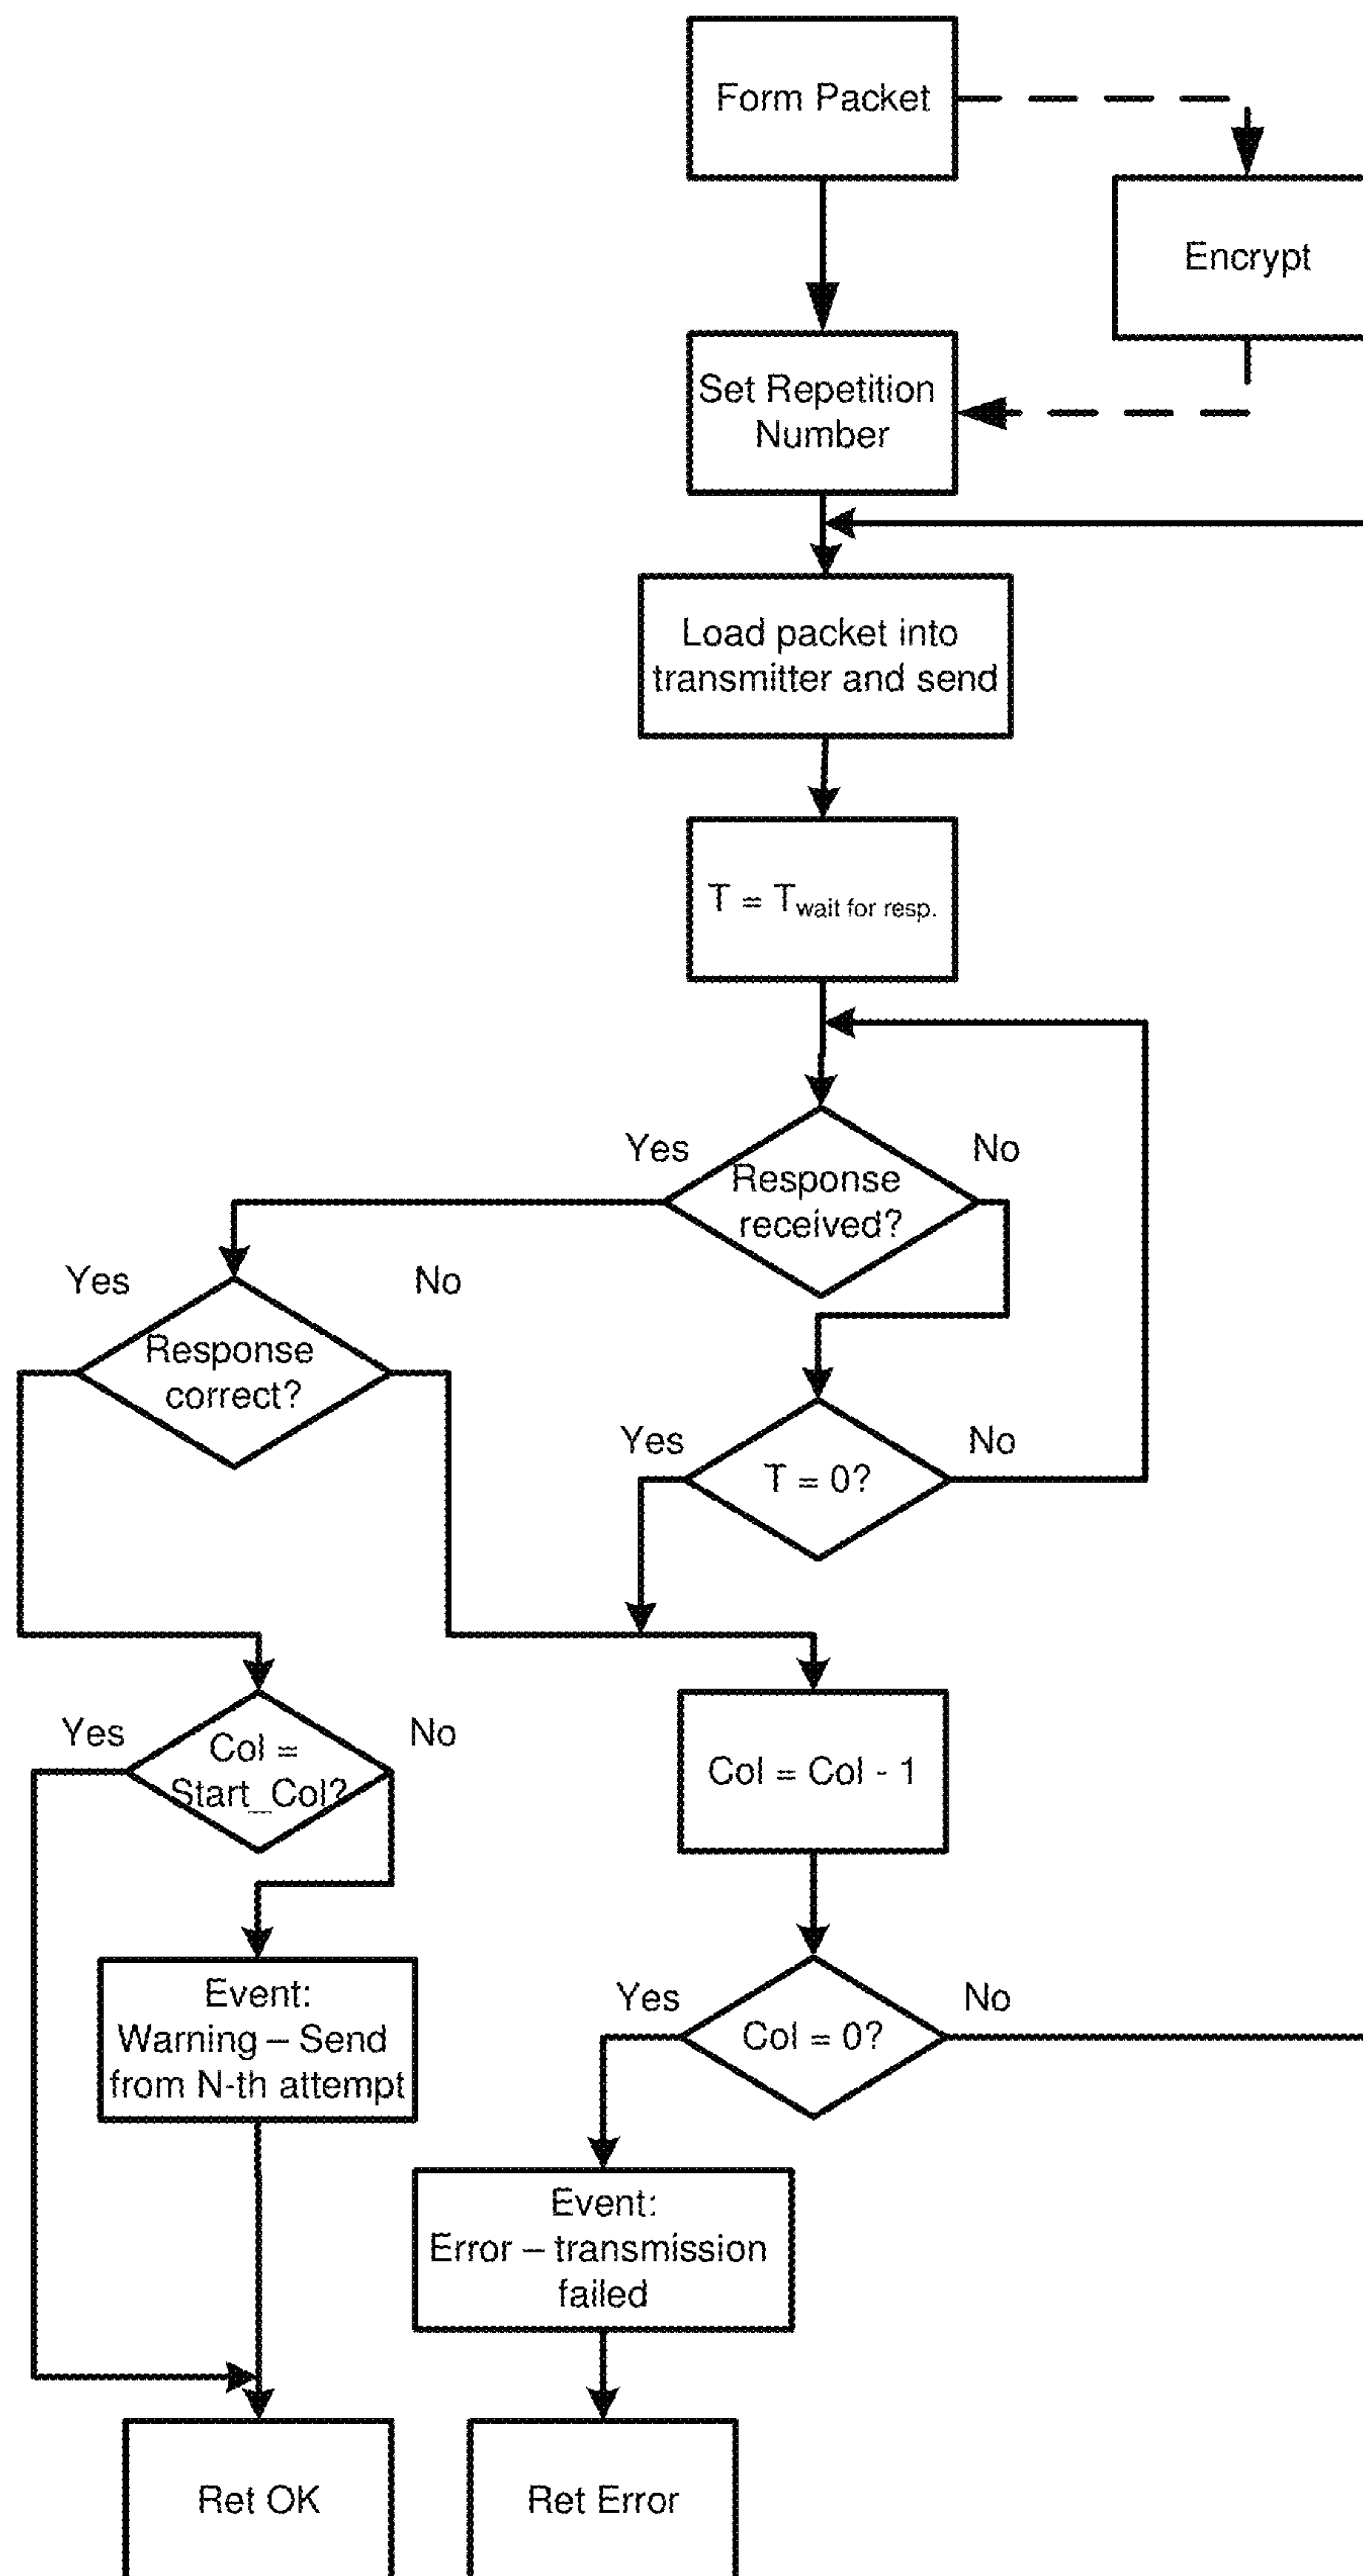 Form Packet
Encrypt
Set Repetition
Number
Load packet into
transmitter and send
T = Twait for resp.
Yes
No
Response
received?
Yes
No
Response
correct?
Yes
No
T = 0?
Yes
No
Col =
Start_Col?
Col = Col - 1
Event:
Warning – Send
from N-th attempt
Yes
No
Col = 0?
Event:
Error – transmission
failed
Ret OK
Ret Error